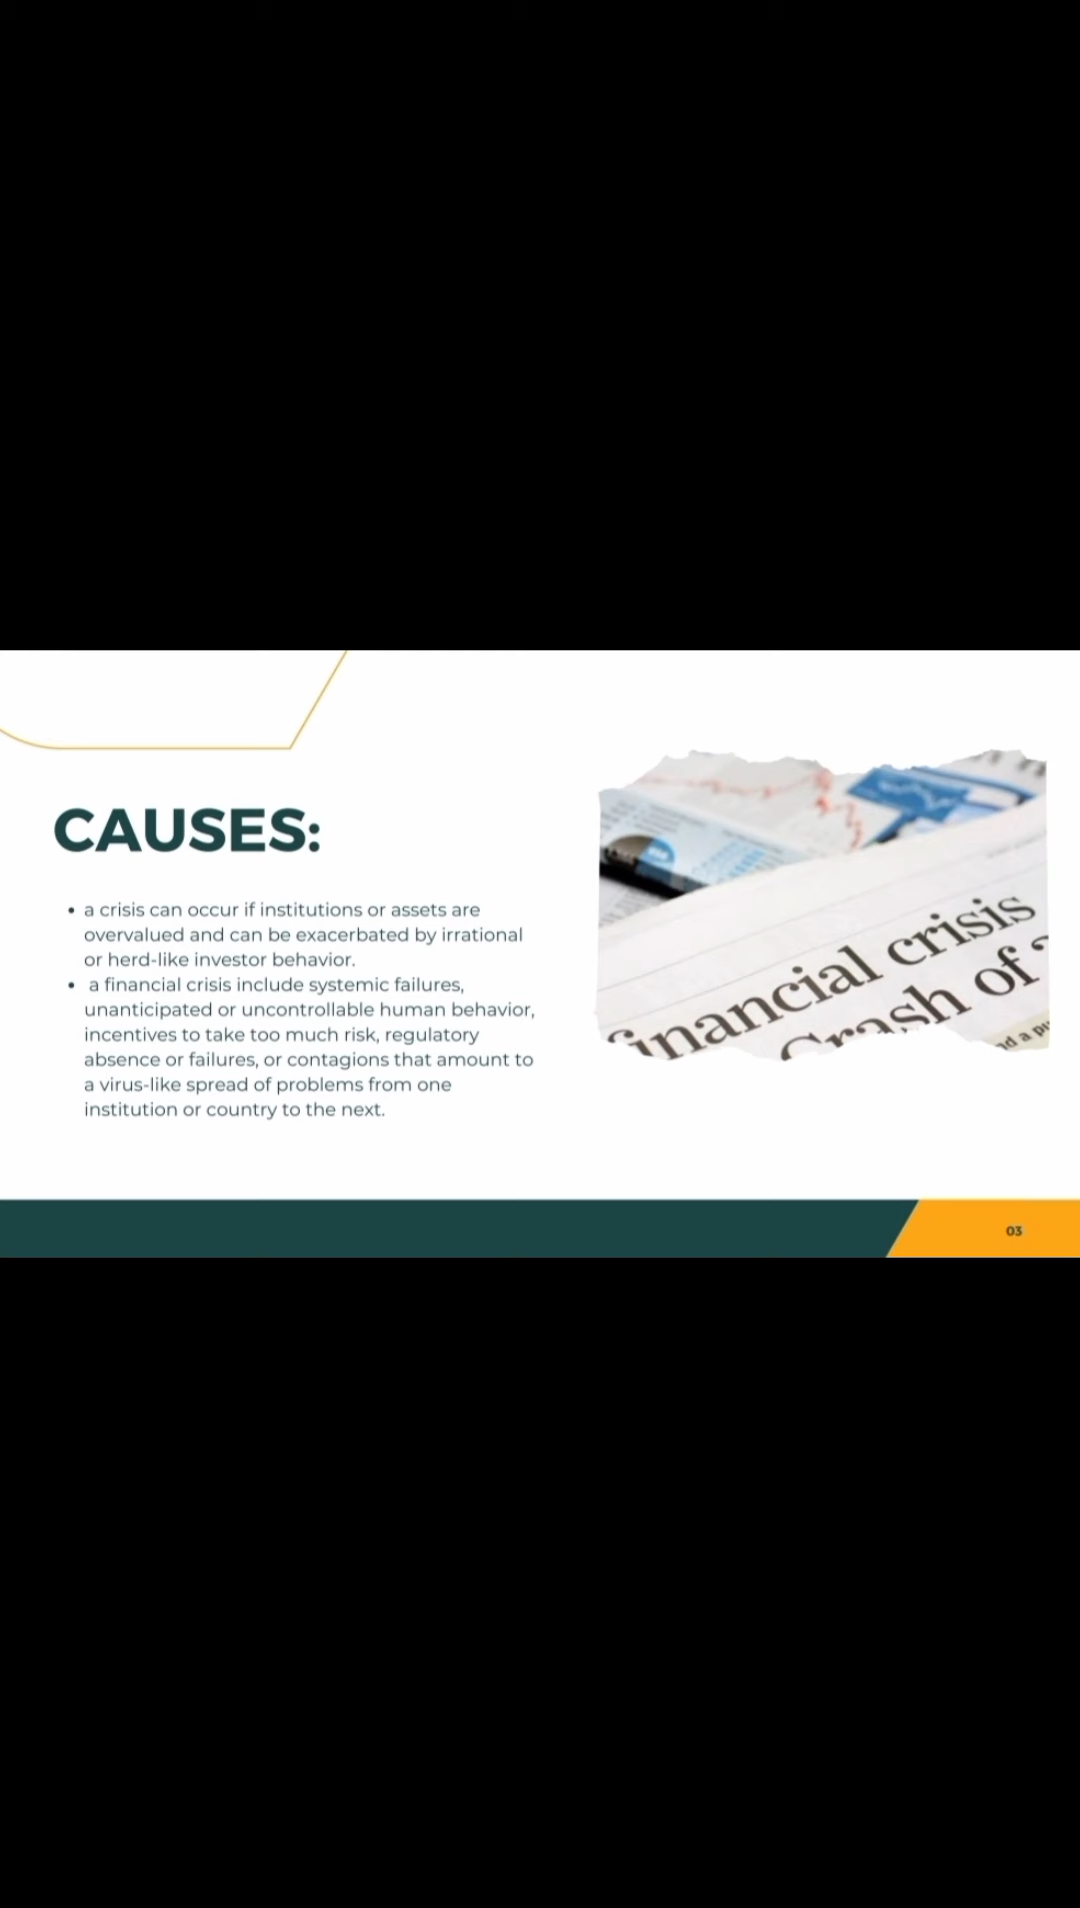 CAUSES:
• a crisis can occur if institutions or assets are
overvalued and can be exacerbated by irrational
or herd-like investor behavior.
• a financial crisis include systemic failures,
unanticipated or uncontrollable human behavior,
incentives to take too much risk, regulatory
absence or failures, or contagions that amount to
a virus-like spread of problems from one
institution or country to the next.
financial crisis
Crash of
03